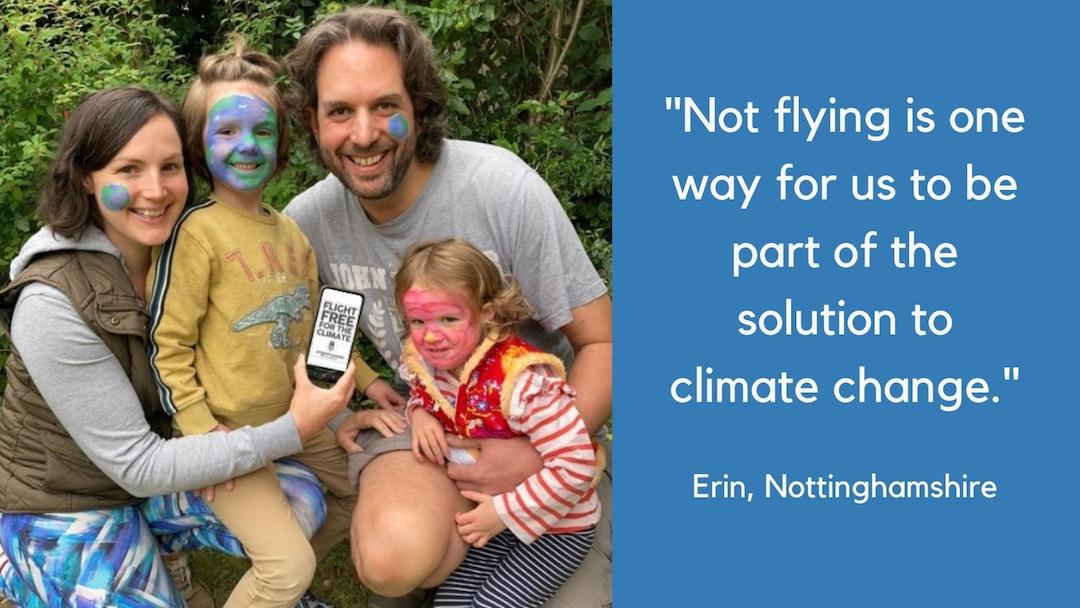 T.R
JOHN
FLIGHT
FREE
FOR THE
CLIMATE
"Not flying is one
way for us to be
part of the
solution to
climate change."
Erin, Nottinghamshire